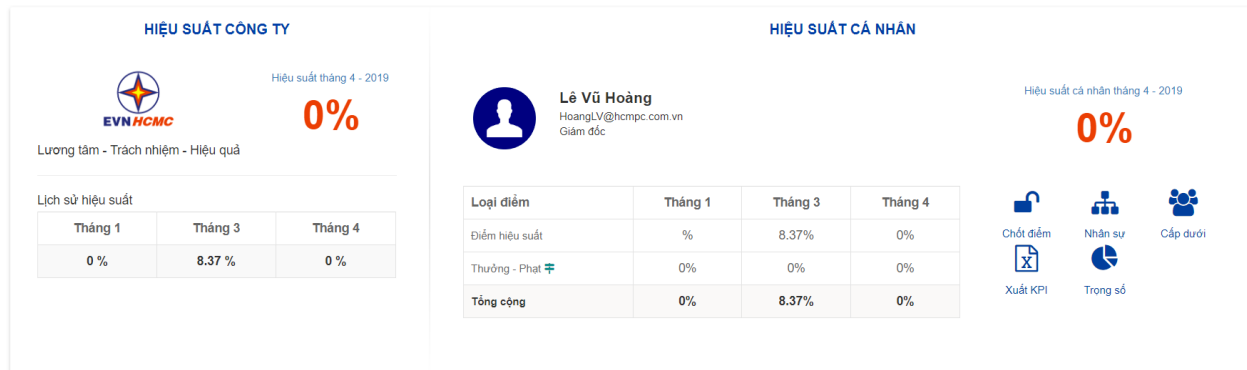 HIỆU SUẤT CÔNG TY
EVNHCMC
Hiệu suất tháng 4 - 2019
0%
Lương tâm - Trách nhiệm - Hiệu quả
Lịch sử hiệu suất
Tháng 1 Tháng 3 Tháng 4
0 % 8.37 % 0 %
HIỆU SUẤT CÁ NHÂN
Lê Vũ Hoàng
HoangLV@hcmpc.com.vn
Giám đốc
Hiệu suất cá nhân tháng 4 - 2019
0%
Loại điểm Tháng 1 Tháng 3 Tháng 4
Điểm hiệu suất % 8.37% 0%
Thưởng - Phạt 0% 0% 0%
Tổng cộng 0% 8.37% 0%
Chốt điểm Nhân sự Cấp dưới
X
Xuất KPI Trọng số